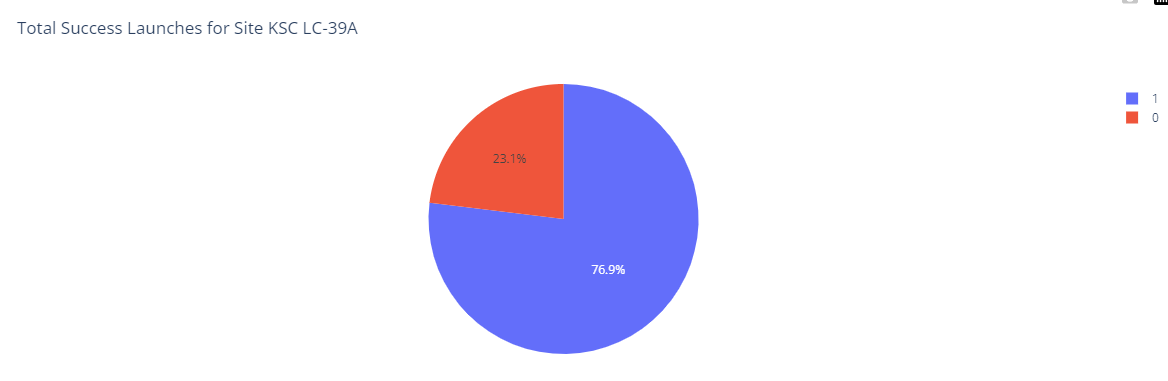 Total Success Launches for Site KSC LC-39A
1
0
23.1%
76.9%